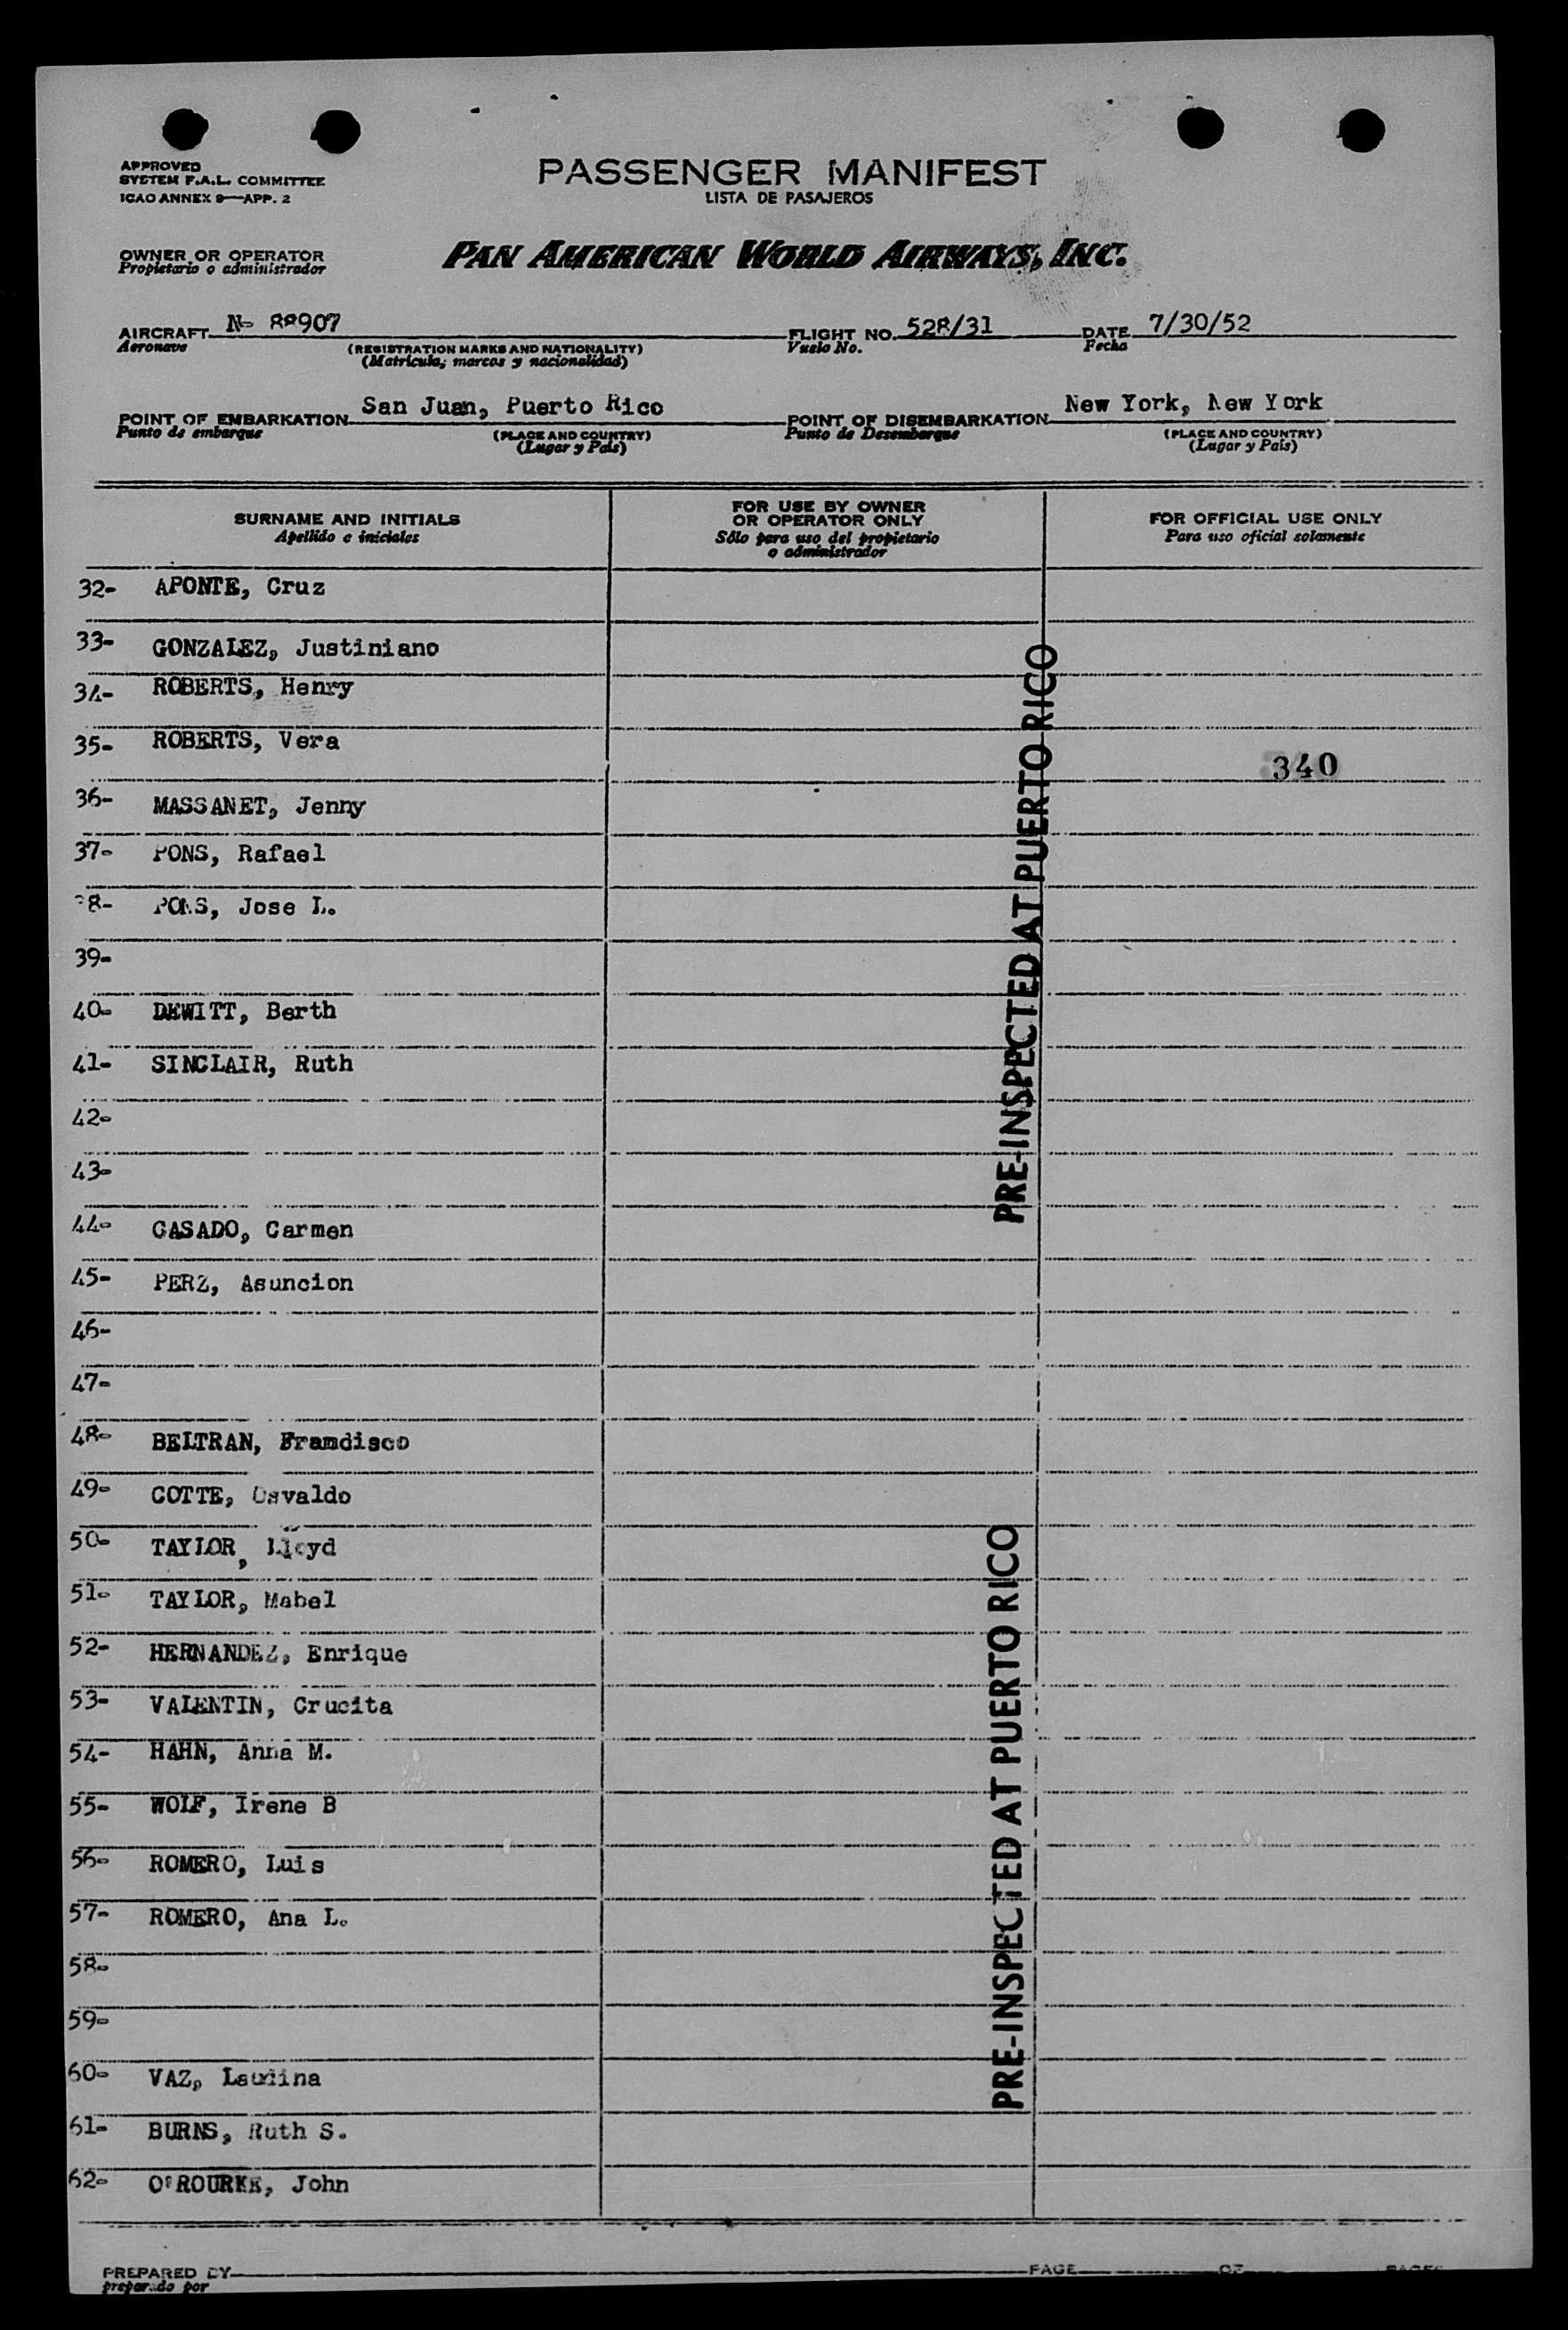 APPROVED
SYSTEM F.A.L. COMMITTEE
ICAO ANNEX 9—APP. 2
PASSENGER MANIFEST
LISTA DE PASAJEROS
OWNER OR OPERATOR
Propietario o administrador
PAN AMERICAN WORLD AIRWAYS, INC.
AIRCRAFT N- 88907 FLIGHT NO. 528/31 DATE 7/30/52
Aeronave (REGISTRATION MARKS AND NATIONALITY) Vuelo No. Fecha
(Matrícula, marcas y nacionalidad)
POINT OF EMBARKATION San Juan, Puerto Rico POINT OF DISEMBARKATION New York, New York
Punto de embarque (PLACE AND COUNTRY) Punto de Desembarque (PLACE AND COUNTRY)
(Lugar y País) (Lugar y País)
SURNAME AND INITIALS
Apellido e iniciales
FOR USE BY OWNER
OR OPERATOR ONLY
Sólo para uso del propietario
o administrador
FOR OFFICIAL USE ONLY
Para uso oficial solamente
32- APONTE, Cruz
33- GONZALEZ, Justiniano
34- ROBERTS, Henry
35- ROBERTS, Vera
340
36- MASSANET, Jenny
37- PONS, Rafael
38- PONS, Jose L.
39-
40- DEWITT, Berth
41- SINCLAIR, Ruth
42-
43-
PRE-INSPECTED AT PUERTO RICO
44- CASADO, Carmen
45- PERZ, Asuncion
46-
47-
48- BELTRAN, Framdisco
49- COTTE, Osvaldo
50- TAYLOR, Lloyd
51- TAYLOR, Mabel
52- HERNANDEZ, Enrique
53- VALENTIN, Crucita
54- HAHN, Anna M.
55- WOLF, Irene B
56- ROMERO, Luis
57- ROMERO, Ana L.
58-
59-
PRE-INSPECTED AT PUERTO RICO
60- VAZ,
61- BURNS, Ruth S.
62- O'ROURKE, John
PREPARED BY PAGE OF PAGES
preparado por